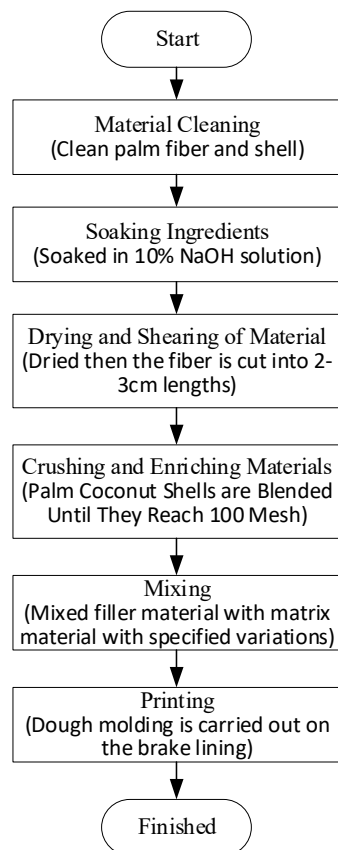 Start
Material Cleaning
(Clean palm fiber and shell)
Soaking Ingredients
(Soaked in 10% NaOH solution)
Drying and Shearing of Material
(Dried then the fiber is cut into 2-
3cm lengths)
Crushing and Enriching Materials
(Palm Coconut Shells are Blended
Until They Reach 100 Mesh)
Mixing
(Mixed filler material with matrix
material with specified variations)
Printing
(Dough molding is carried out on
the brake lining)
Finished